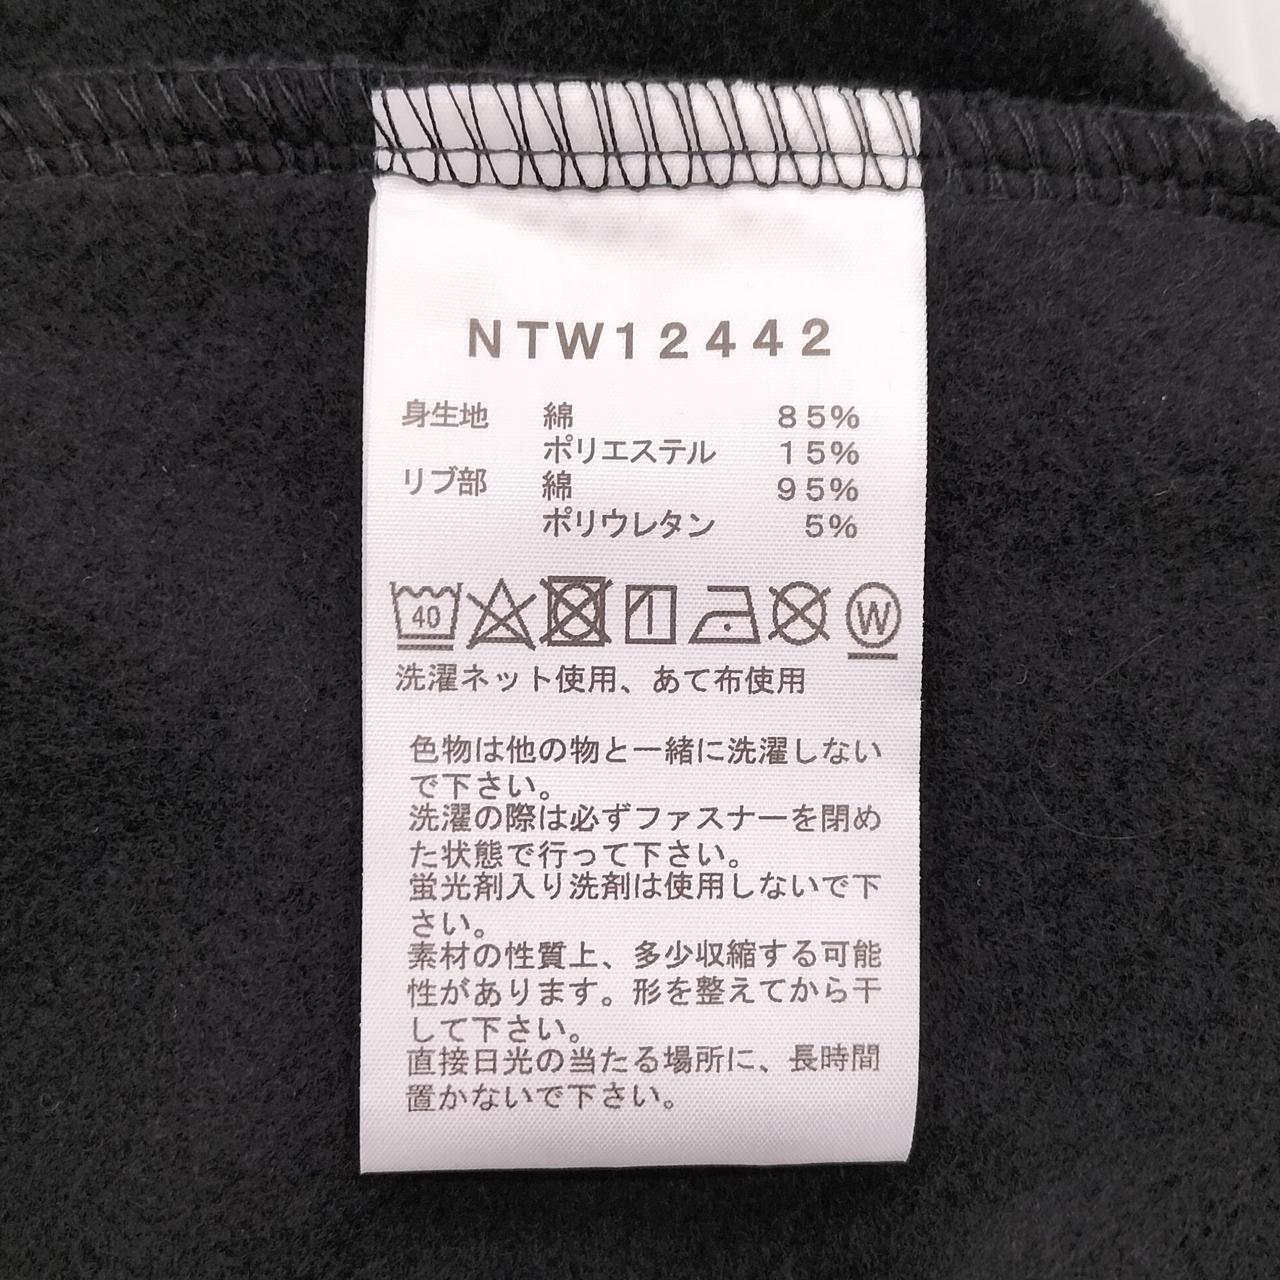 NTW12442
身生地 綿 85%
ポリエステル 15%
リブ部 綿 95%
ポリウレタン 5%
40 W
洗濯ネット使用、あて布使用
色物は他の物と一緒に洗濯しない
で下さい。
洗濯の際は必ずファスナーを閉め
た状態で行って下さい。
蛍光剤入り洗剤は使用しないで下
さい。
素材の性質上、多少収縮する可能
性があります。形を整えてから干
して下さい。
直接日光の当たる場所に、長時間
置かないで下さい。